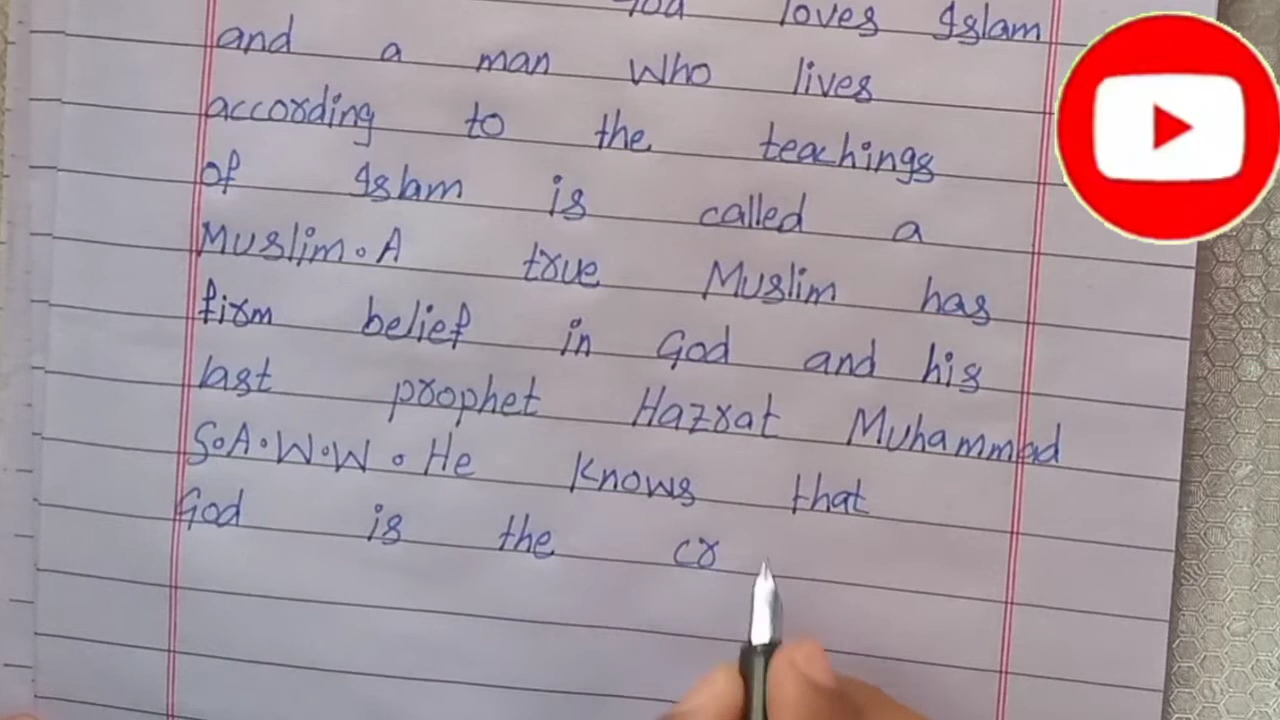 God loves Islam
and a man who lives
according to the teachings
of Islam is called a
Muslim. A true Muslim has
firm belief in God and his
last prophet Hazrat Muhammad
S.A.W.W. He knows that
God is the cr